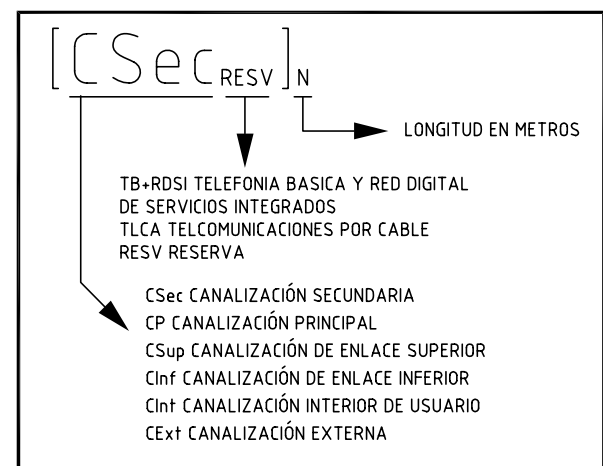 [CSec RESV]N
LONGITUD EN METROS
TB+RDSI TELEFONIA BASICA Y RED DIGITAL
DE SERVICIOS INTEGRADOS
TLCA TELCOMUNICACIONES POR CABLE
RESV RESERVA
CSec CANALIZACIÓN SECUNDARIA
CP CANALIZACIÓN PRINCIPAL
CSup CANALIZACIÓN DE ENLACE SUPERIOR
CInf CANALIZACIÓN DE ENLACE INFERIOR
CInt CANALIZACIÓN INTERIOR DE USUARIO
CExt CANALIZACIÓN EXTERNA